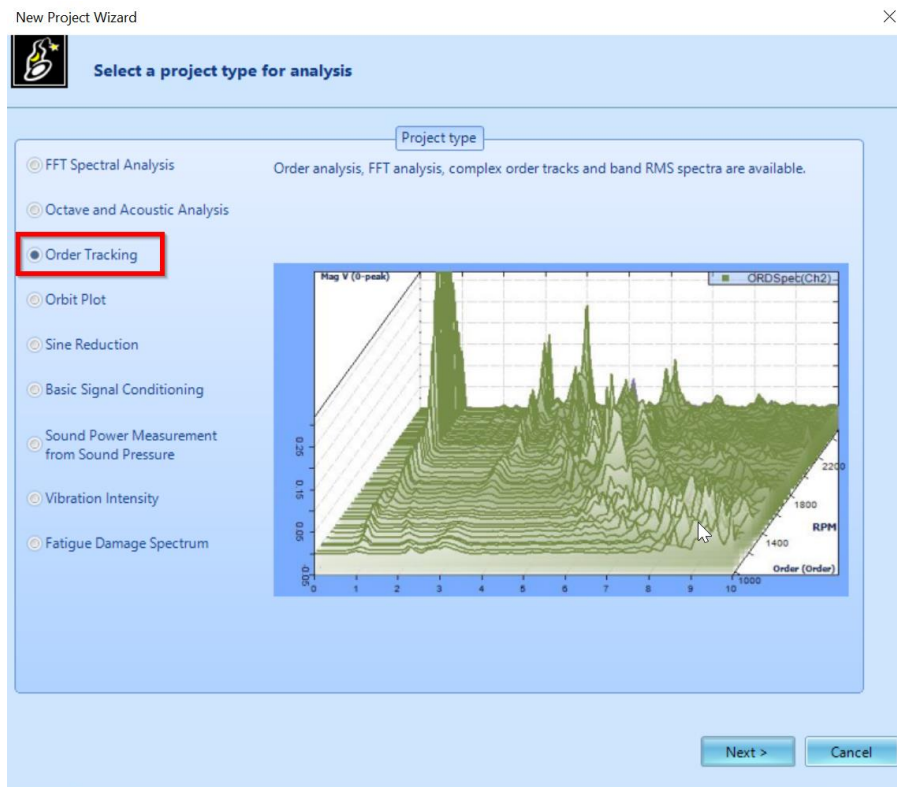 New Project Wizard
Select a project type for analysis
Project type
FFT Spectral Analysis
Octave and Acoustic Analysis
Order Tracking
Orbit Plot
Sine Reduction
Basic Signal Conditioning
Sound Power Measurement
from Sound Pressure
Vibration Intensity
Fatigue Damage Spectrum
Order analysis, FFT analysis, complex order tracks and band RMS spectra are available.
Mag V (0-peak)
ORDSpec(Ch2)
0.25
0.15
0.05
-0.05
0 1 2 3 4 5 6 7 8 9 10
1000
1400
1800
2200
RPM
Order (Order)
Next >
Cancel